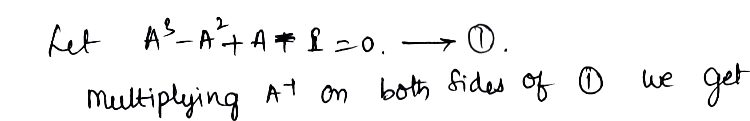 Let A³-A²+A+I=0. → ①.
Multiplying A⁻¹ on both sides of ① we get